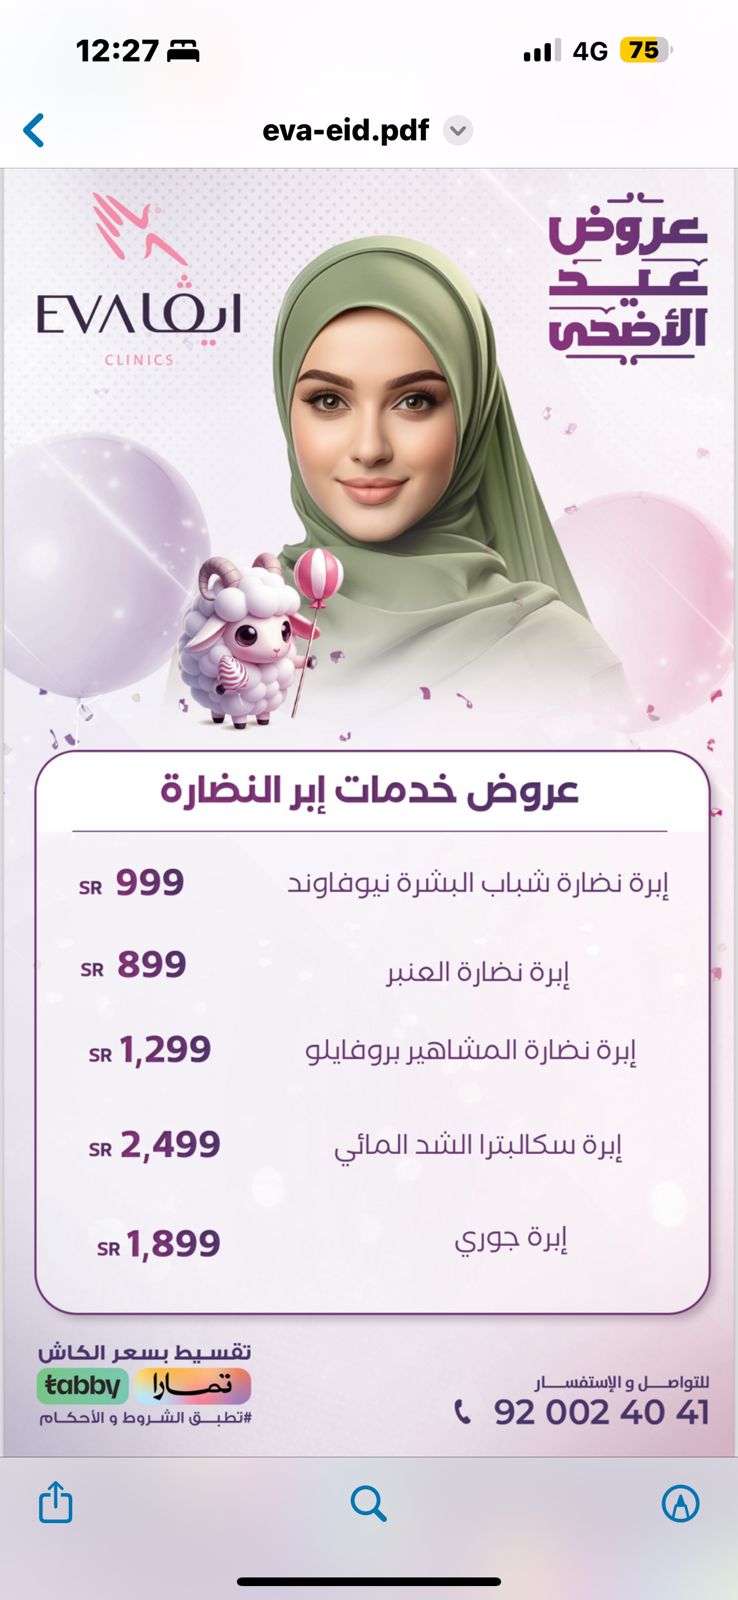 12:27
4G 75
eva-eid.pdf
EVA إيفا
CLINICS
عروض
عيد
الأضحى
عروض خدمات إبر النضارة
إبرة نضارة شباب البشرة نيوفاوند
SR 999
إبرة نضارة العنبر
SR 899
إبرة نضارة المشاهير بروفايلو
SR 1,299
إبرة سكالبترا الشد المائي
SR 2,499
إبرة جوري
SR 1,899
تقسيط بسعر الكاش
tabby تمارا
#تطبق الشروط و الأحكام
للتواصل و الإستفسار
92 002 40 41